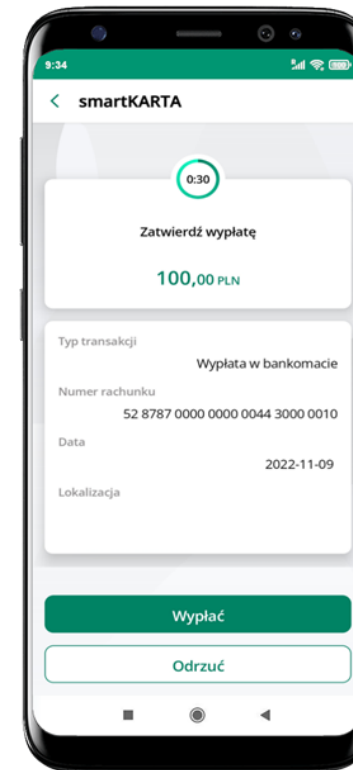 9:34
smartKARTA
0:30
Zatwierdź wypłatę
100,00 PLN
Typ transakcji
Wypłata w bankomacie
Numer rachunku
52 8787 0000 0000 0044 3000 0010
Data
2022-11-09
Lokalizacja
Wypłać
Odrzuć